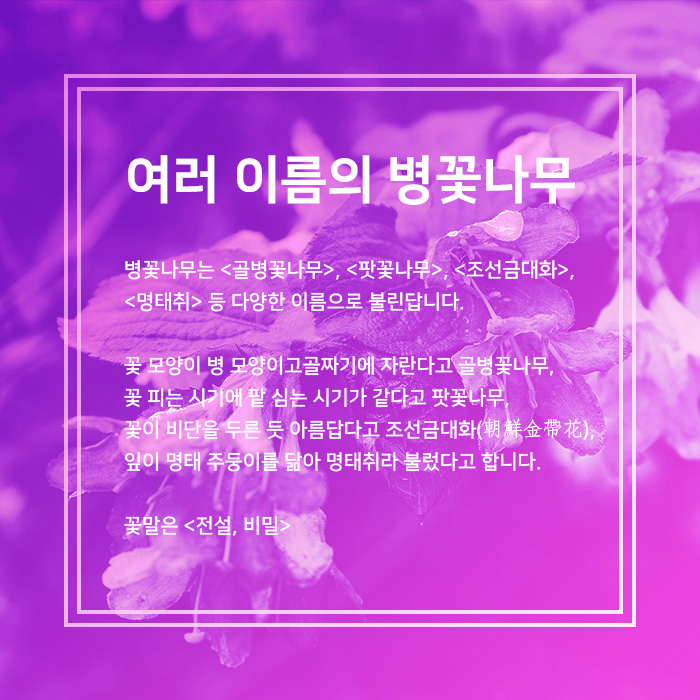 여러 이름의 병꽃나무
병꽃나무는 <골병꽃나무>, <팟꽃나무>, <조선금대화>,
<명태취> 등 다양한 이름으로 불린답니다.
꽃 모양이 병 모양이고골짜기에 자란다고 골병꽃나무,
꽃 피는 시기에 팥 심는 시기가 같다고 팟꽃나무,
꽃이 비단을 두른 듯 아름답다고 조선금대화(朝鮮金帶花),
잎이 명태 주둥이를 닮아 명태취라 불렀다고 합니다.
꽃말은 <전설, 비밀>